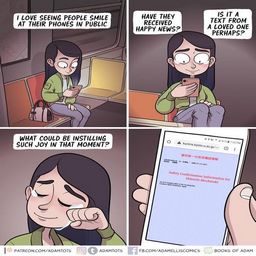 I LOVE SEEING PEOPLE SMILE
AT THEIR PHONES IN PUBLIC
HAVE THEY
RECEIVED
HAPPY NEWS?
IS IT A
TEXT FROM
A LOVED ONE
PERHAPS?
WHAT COULD BE INSTILLING
SUCH JOY IN THAT MOMENT?
Safety Confirmation Information for
PATREON.COM/ADAMTOTS
ADAMTOTS
FB.COM/ADAMELLISCOMICS
BOOKS OF ADAM